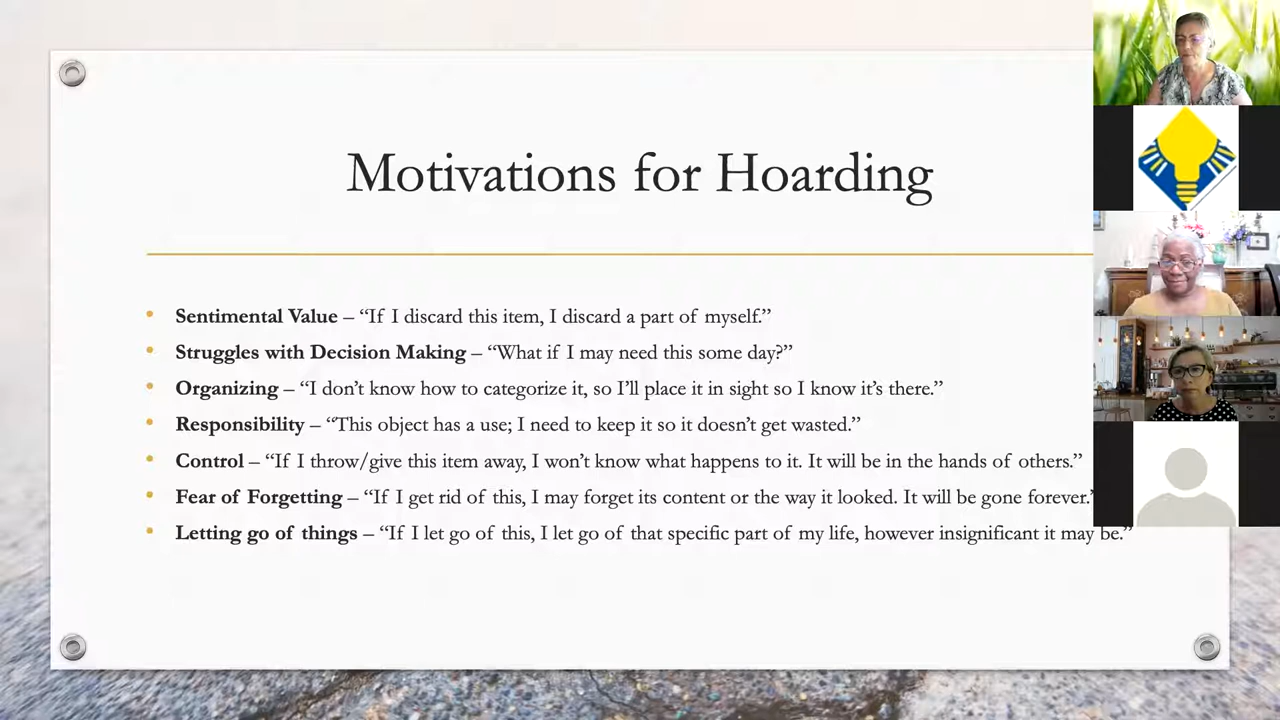 Motivations for Hoarding
• Sentimental Value – “If I discard this item, I discard a part of myself.”
• Struggles with Decision Making – “What if I may need this some day?”
• Organizing – “I don’t know how to categorize it, so I’ll place it in sight so I know it’s there.”
• Responsibility – “This object has a use; I need to keep it so it doesn’t get wasted.”
• Control – “If I throw/give this item away, I won’t know what happens to it. It will be in the hands of others.”
• Fear of Forgetting – “If I get rid of this, I may forget its content or the way it looked. It will be gone forever.”
• Letting go of things – “If I let go of this, I let go of that specific part of my life, however insignificant it may be.”